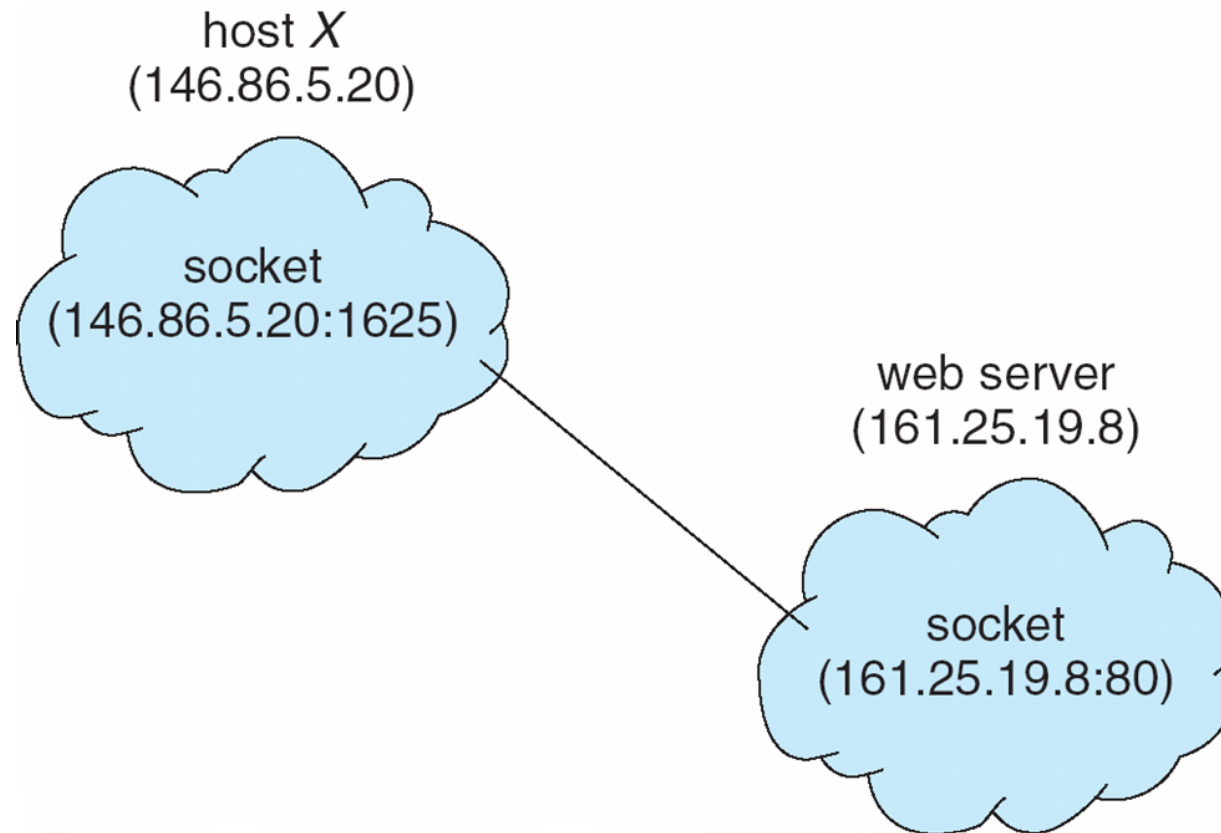 host X
(146.86.5.20)
socket
(146.86.5.20:1625)
web server
(161.25.19.8)
socket
(161.25.19.8:80)